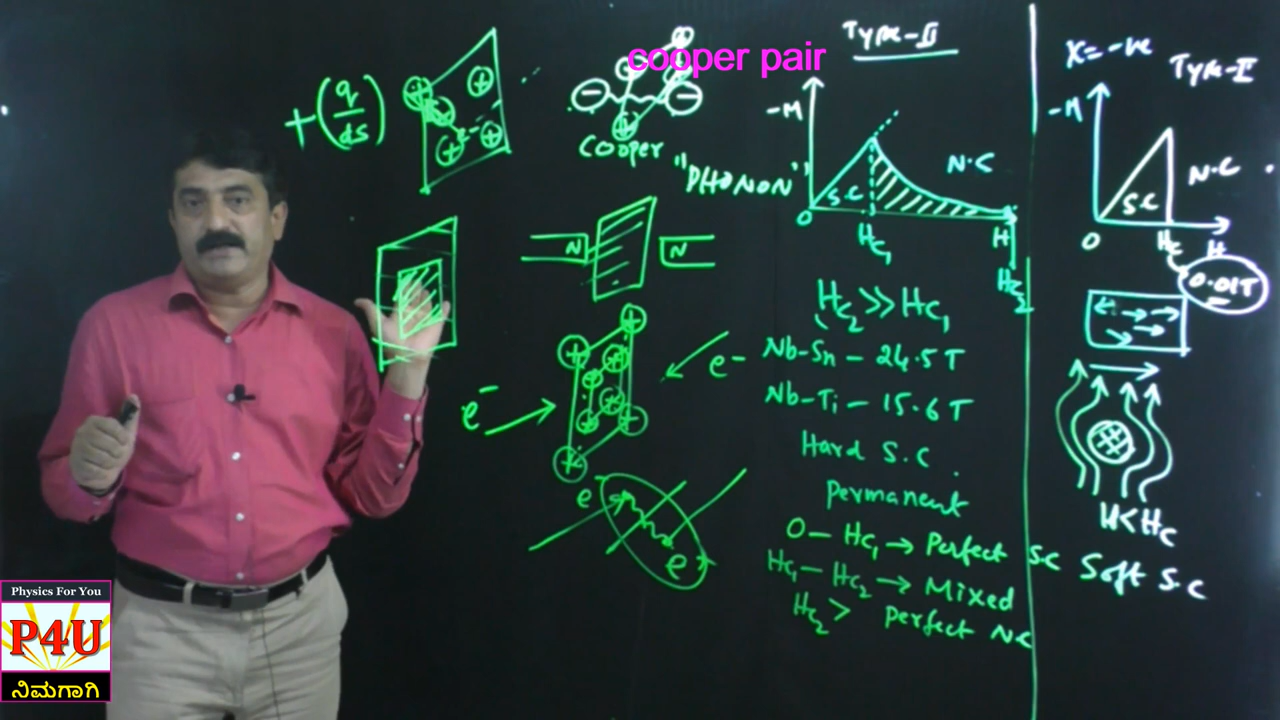 cooper pair
+(q/ds)
+ + + + + e-
- + + + + -
COOPER
"PHONON"
N N
e-
e-
e-
e-
Type-II
-M
S.C
N.C
0
Hc1
H
Hc2
Hc2 >> Hc1
Nb-Sn - 24.5 T
Nb-Ti - 15.6 T
Hard S.C.
Permanent
0 - Hc1 → Perfect SC
Hc1 - Hc2 → Mixed
Hc2 > perfect NC
X = -ve
Type-I
-M
S.C
N.C
0
Hc
H
0.01T
H < Hc
Soft SC
Physics For You
P4U
ನಿಮಗಾಗಿ